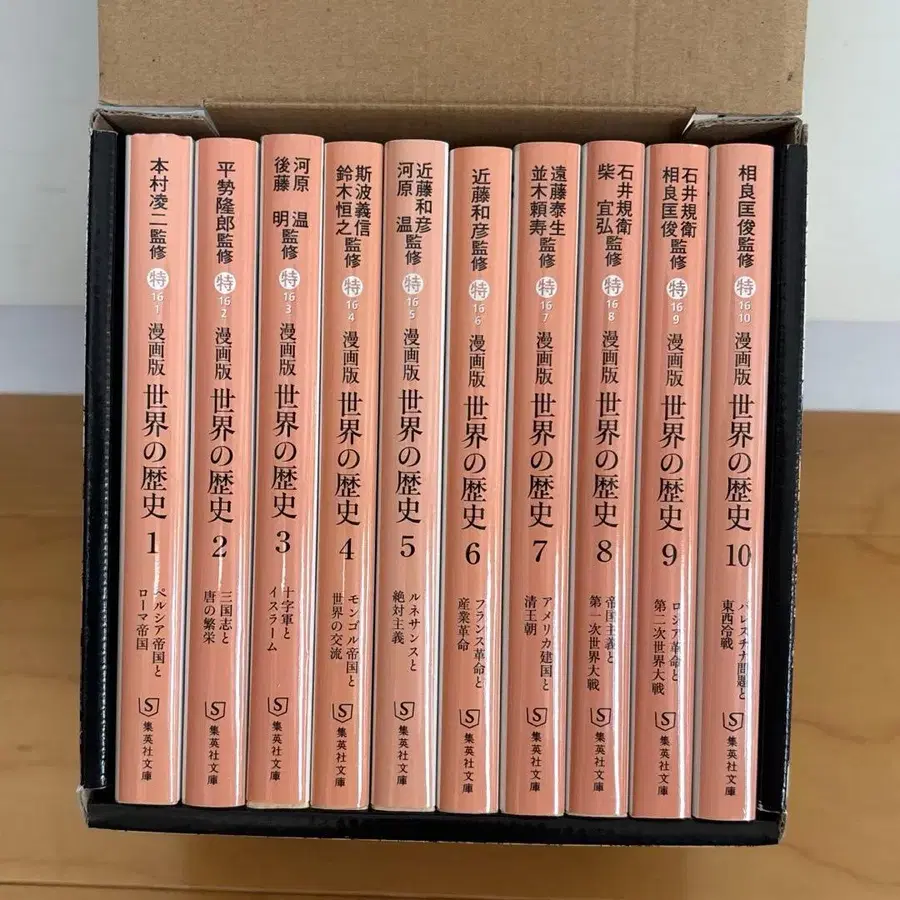 本村凌二監修
特
16
1
漫画版 世界の歴史 1
ペルシア帝国と
ローマ帝国
S
集英社文庫
平勢隆郎監修
特
16
2
漫画版 世界の歴史 2
三国志と
唐の繁栄
S
集英社文庫
河原 温
後藤 明 監修
特
16
3
漫画版 世界の歴史 3
十字軍と
イスラーム
S
集英社文庫
斯波義信
鈴木恒之 監修
特
16
4
漫画版 世界の歴史 4
モンゴル帝国と
世界の交流
S
集英社文庫
近藤和彦
河原 温 監修
特
16
5
漫画版 世界の歴史 5
ルネサンスと
絶対主義
S
集英社文庫
近藤和彦監修
特
16
6
漫画版 世界の歴史 6
フランス革命と
産業革命
S
集英社文庫
遠藤泰生
並木頼寿 監修
特
16
7
漫画版 世界の歴史 7
アメリカ建国と
清王朝
S
集英社文庫
石井規衛
柴 宜弘 監修
特
16
8
漫画版 世界の歴史 8
帝国主義と
第一次世界大戦
S
集英社文庫
石井規衛
相良匡俊 監修
特
16
9
漫画版 世界の歴史 9
ロシア革命と
第二次世界大戦
S
集英社文庫
相良匡俊監修
特
16
10
漫画版 世界の歴史 10
パレスチナ問題と
東西冷戦
S
集英社文庫